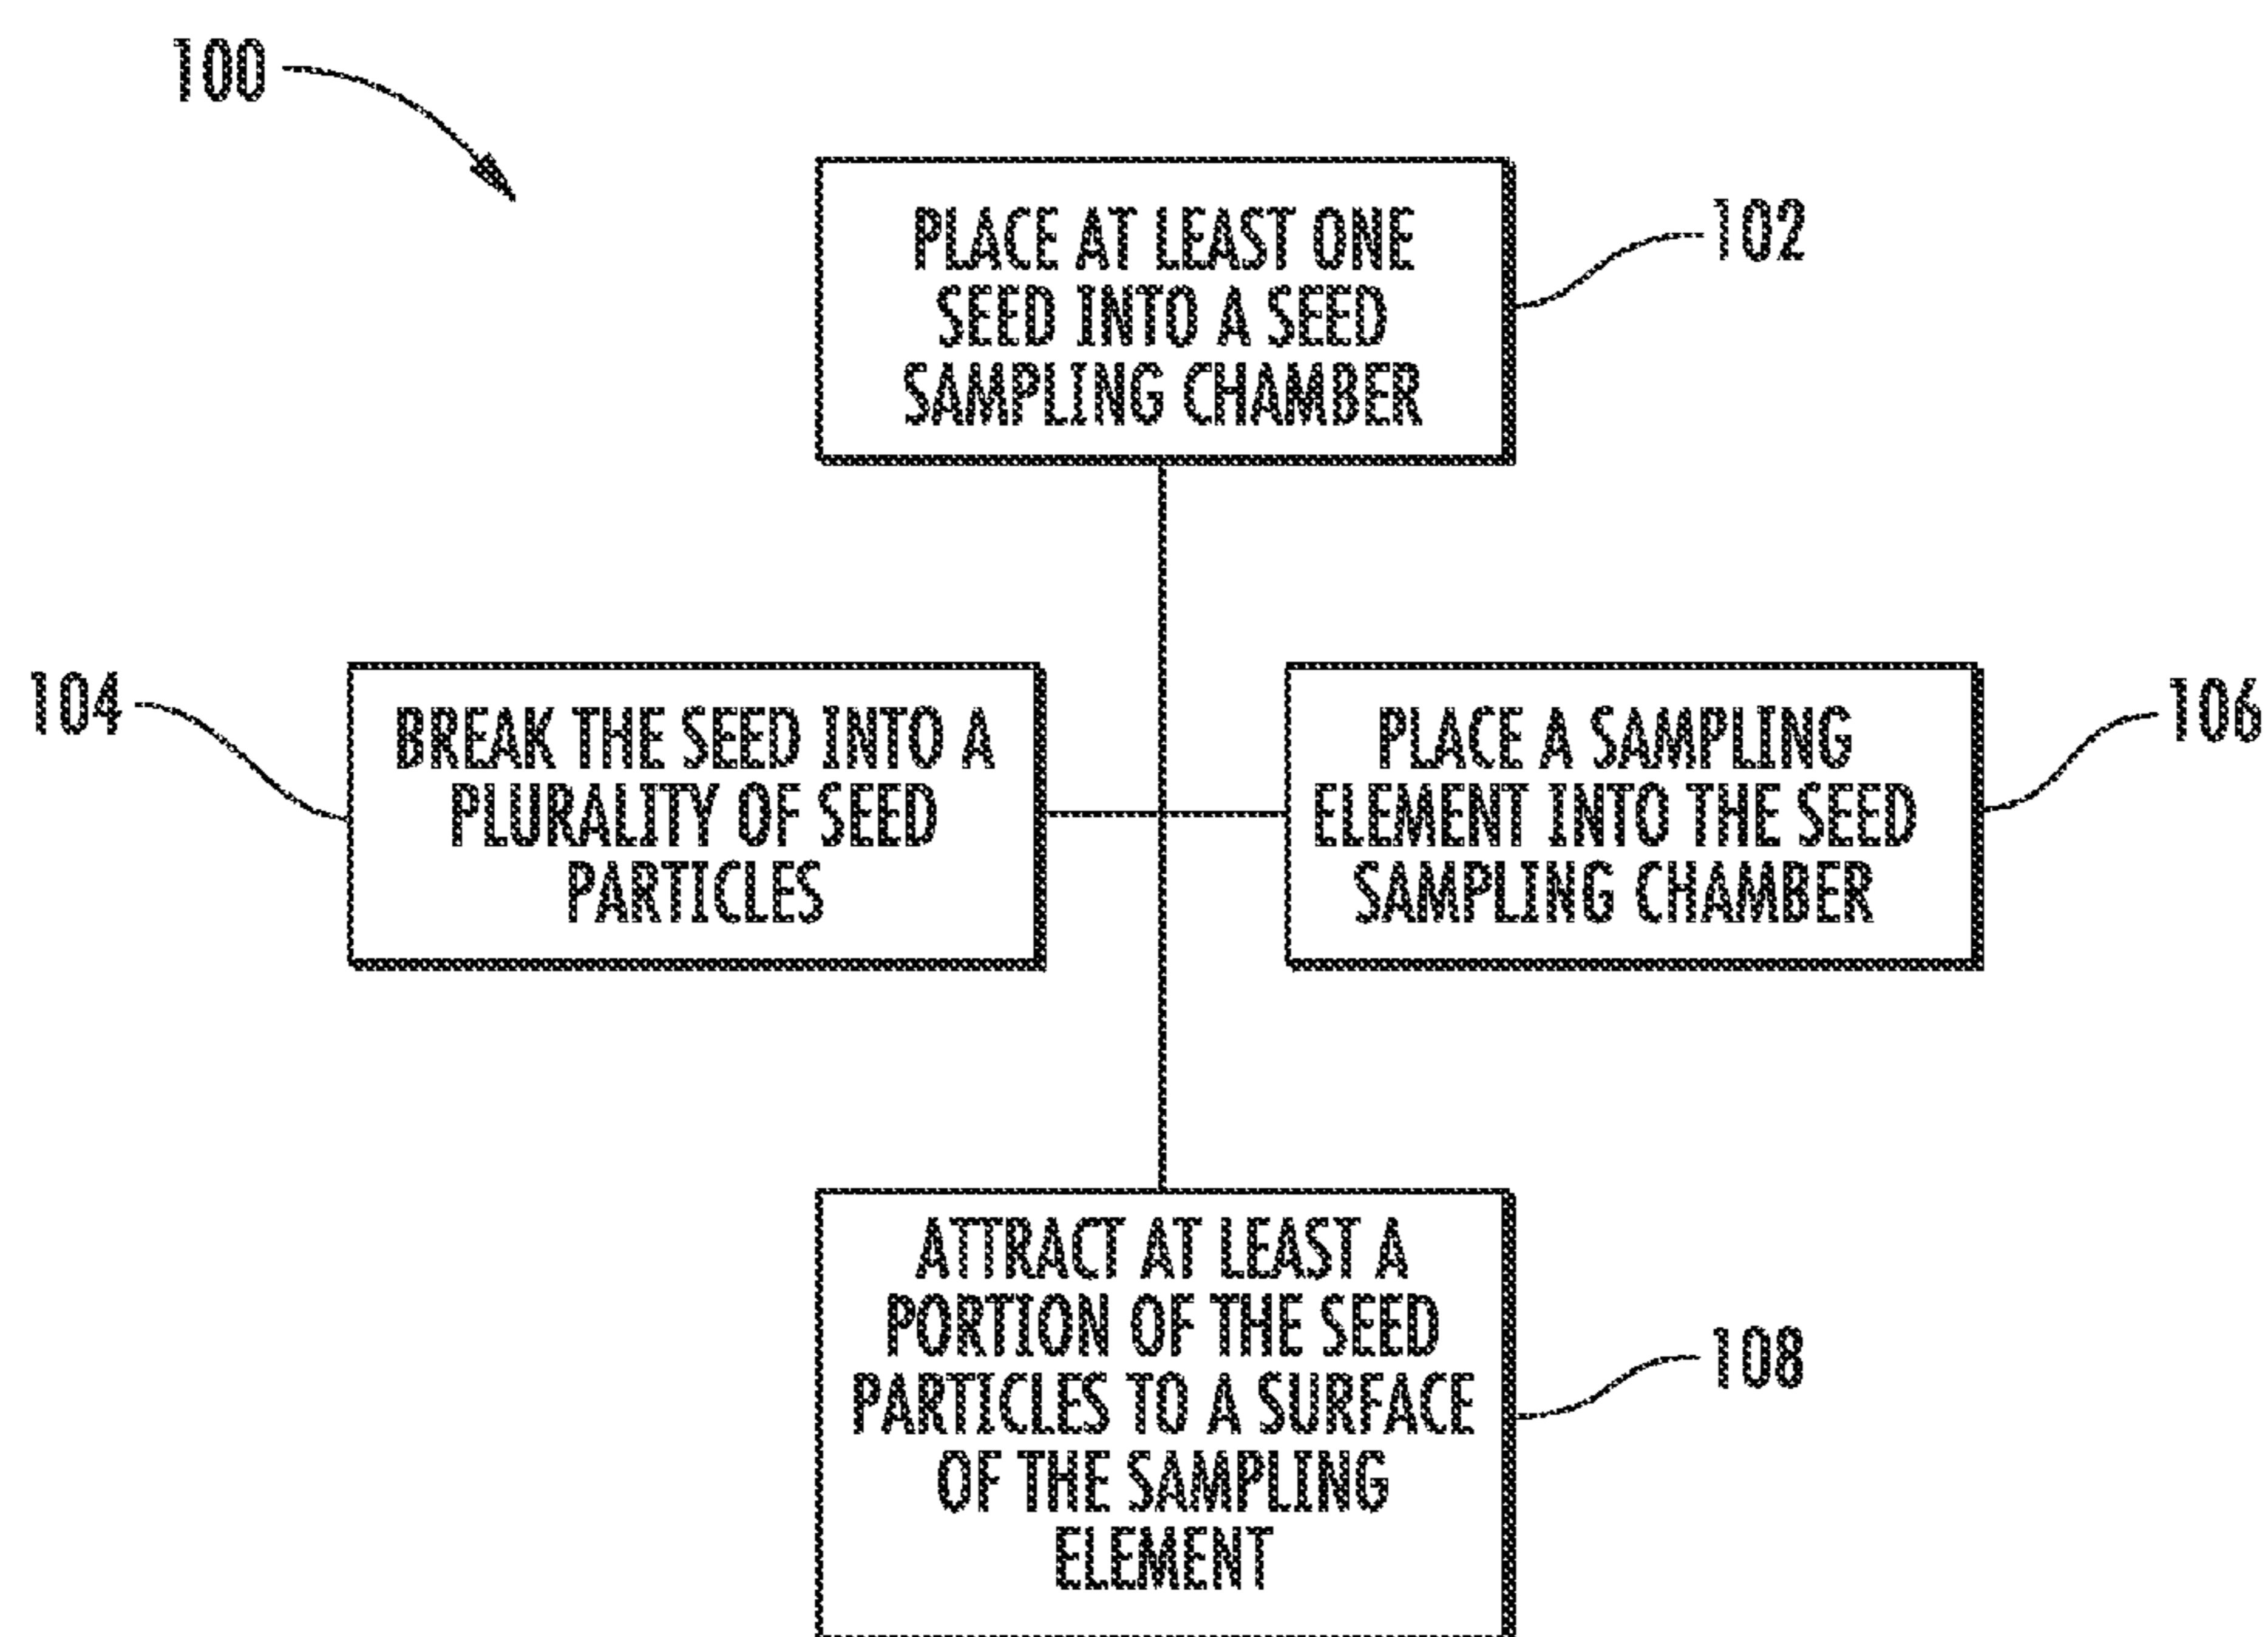 100
PLACE AT LEAST ONE
SEED INTO A SEED
SAMPLING CHAMBER
102
104
BREAK THE SEED INTO A
PLURALITY OF SEED
PARTICLES
PLACE A SAMPLING
ELEMENT INTO THE SEED
SAMPLING CHAMBER
106
ATTRACT AT LEAST A
PORTION OF THE SEED
PARTICLES TO A SURFACE
OF THE SAMPLING
ELEMENT
108